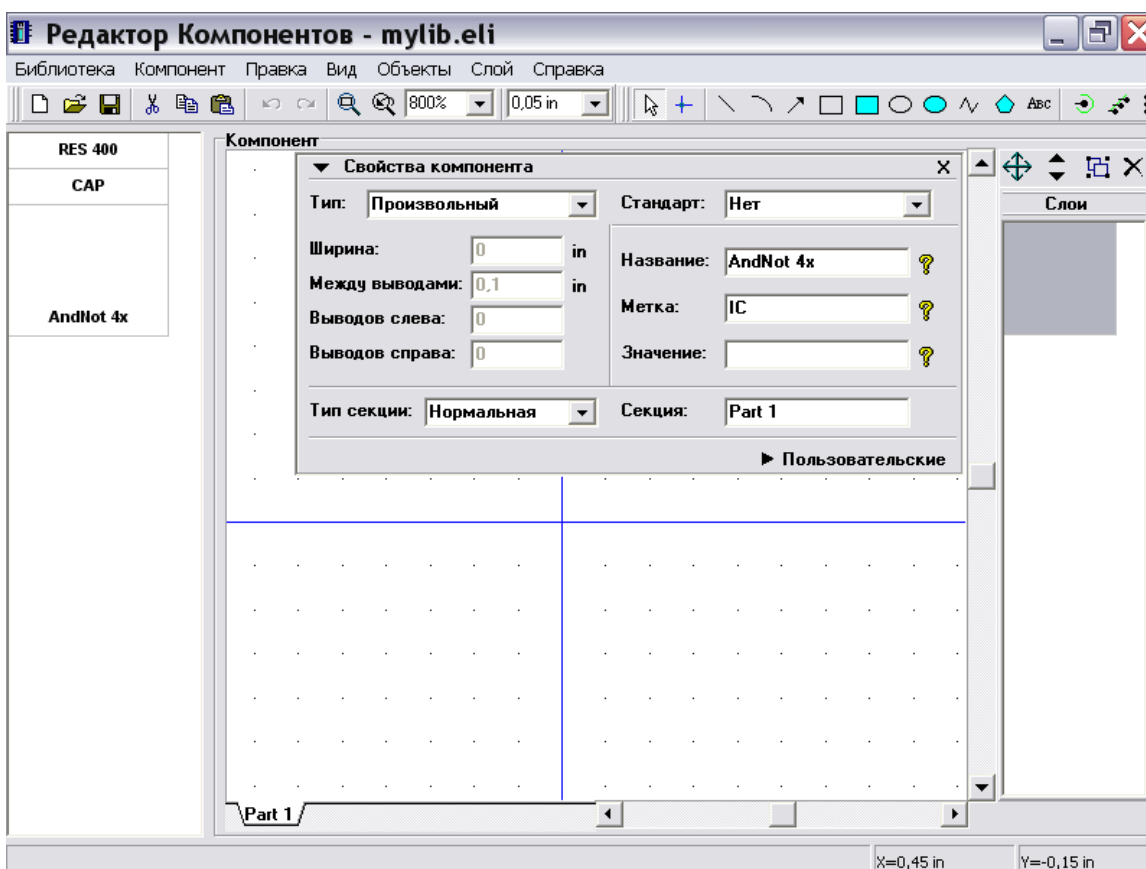 Редактор Компонентов - mylib.eli
Библиотека Компонент Правка Вид Объекты Слой Справка
800% 0,05 in ABC
RES 400
CAP
AndNot 4x
Компонент
Свойства компонента X
Тип: Произвольный Стандарт: Нет
Ширина: 0 in
Между выводами: 0,1 in
Выводов слева: 0
Выводов справа: 0
Название: AndNot 4x ?
Метка: IC ?
Значение: ?
Тип секции: Нормальная Секция: Part 1
Пользовательские
Слои
Part 1
X=0,45 in Y=-0,15 in